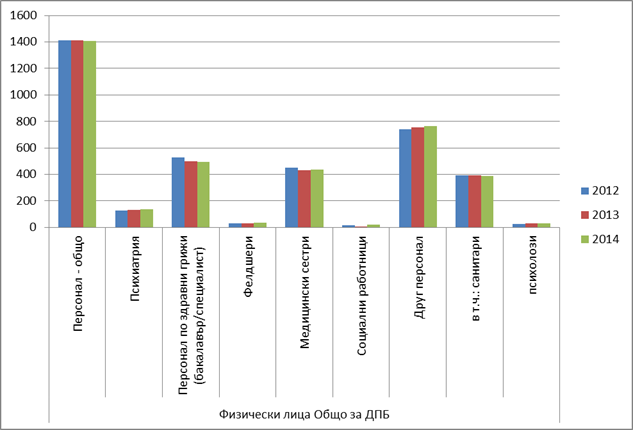 1600
1400
1200
1000
800
600
400
200
0
Персонал - общо
Психиатрия
Персонал по здравни грижи
(бакалавър/специалист)
Фелдшери
Медицински сестри
Социални работници
Друг персонал
в т.ч.: санитари
психолози
Физически лица Общо за ДПБ
2012
2013
2014